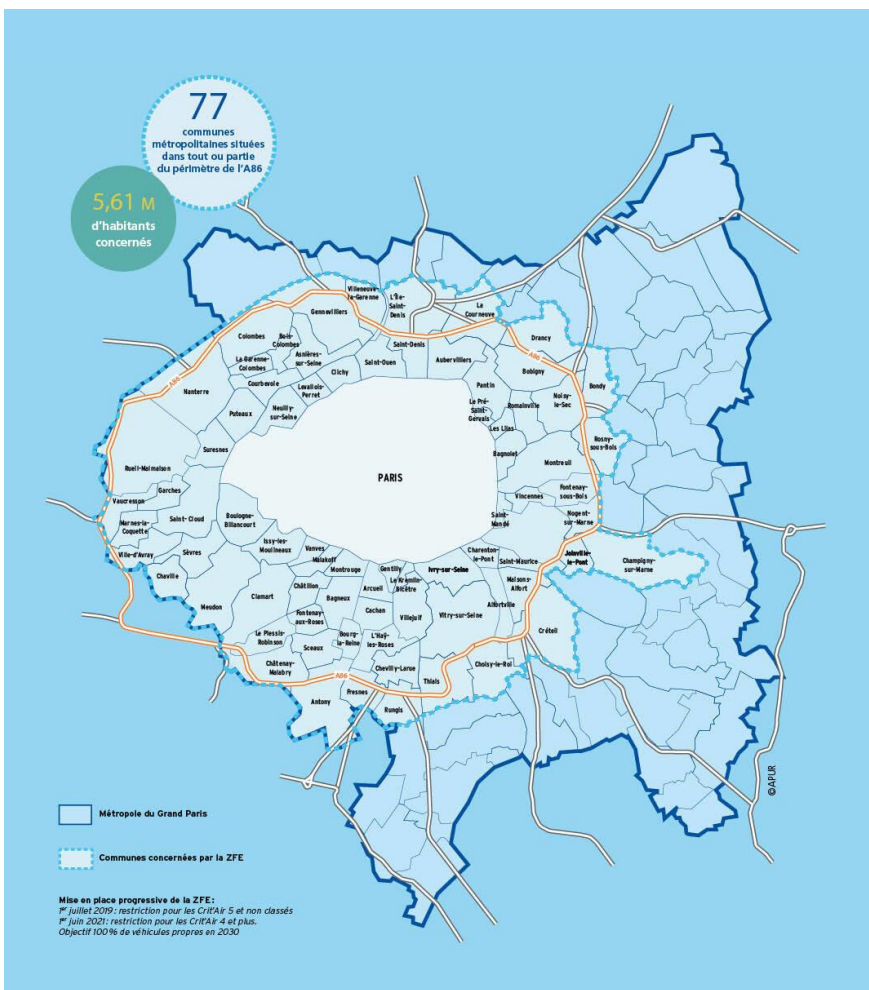 77
communes
métropolitaines situées
dans tout ou partie
du périmètre de l'A86
5,61 M
d'habitants
concernés
Villeneuve-
la-Garenne
L'Île-
Saint-
Denis
La
Courneuve
Gennevilliers
Colombes
Bois-
Colombes
Saint-Denis
Drancy
A86
Asnières-
sur-Seine
La Garenne-
Colombes
Saint-Ouen
Aubervilliers
Bobigny
Clichy
A86
Nanterre
Courbevoie
Levallois-
Perret
Pantin
Bondy
Noisy-
le-Sec
Puteaux
Neuilly-
sur-Seine
Le Pré-
Saint-
Gervais
Romainville
Les Lilas
Rosny-
sous-Bois
Suresnes
Bagnolet
Montreuil
Rueil-Malmaison
PARIS
Garches
Fontenay-
sous-Bois
Vaucresson
Vincennes
Saint-Cloud
Boulogne-
Billancourt
Saint-
Mandé
Nogent-
sur-Marne
Marnes-la-
Coquette
Issy-les-
Moulineaux
Vanves
Ville-d'Avray
Sèvres
Malakoff
Charenton-
le-Pont
Joinville-
le-Pont
Saint-Maurice
Champigny-
sur-Marne
Montrouge
Gentilly
Ivry-sur-Seine
Chaville
Le Kremlin-
Bicêtre
Maisons-
Alfort
Châtillon
Arcueil
Meudon
Clamart
Bagneux
Cachan
Alfortville
Fontenay-
aux-Roses
Villejuif
Vitry-sur-Seine
Créteil
Le Plessis-
Robinson
Bourg-
la-Reine
L'Haÿ-
les-Roses
Sceaux
Châtenay-
Malabry
Chevilly-Larue
Choisy-le-Roi
A86
Thiais
Fresnes
Antony
Rungis
©APUR
Métropole du Grand Paris
Communes concernées par la ZFE
Mise en place progressive de la ZFE :
1er juillet 2019 : restriction pour les Crit'Air 5 et non classés
1er juin 2021 : restriction pour les Crit'Air 4 et plus.
Objectif 100 % de véhicules propres en 2030